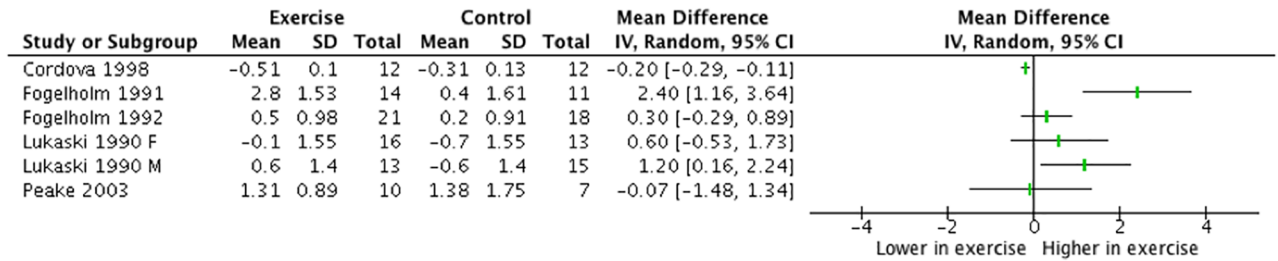 Exercise Control Mean Difference Mean Difference
Study or Subgroup Mean SD Total Mean SD Total IV, Random, 95% CI IV, Random, 95% CI
Cordova 1998 −0.51 0.1 12 −0.31 0.13 12 −0.20 [−0.29, −0.11]
Fogelholm 1991 2.8 1.53 14 0.4 1.61 11 2.40 [1.16, 3.64]
Fogelholm 1992 0.5 0.98 21 0.2 0.91 18 0.30 [−0.29, 0.89]
Lukaski 1990 F −0.1 1.55 16 −0.7 1.55 13 0.60 [−0.53, 1.73]
Lukaski 1990 M 0.6 1.4 13 −0.6 1.4 15 1.20 [0.16, 2.24]
Peake 2003 1.31 0.89 10 1.38 1.75 7 −0.07 [−1.48, 1.34]
−4 −2 0 2 4
Lower in exercise Higher in exercise